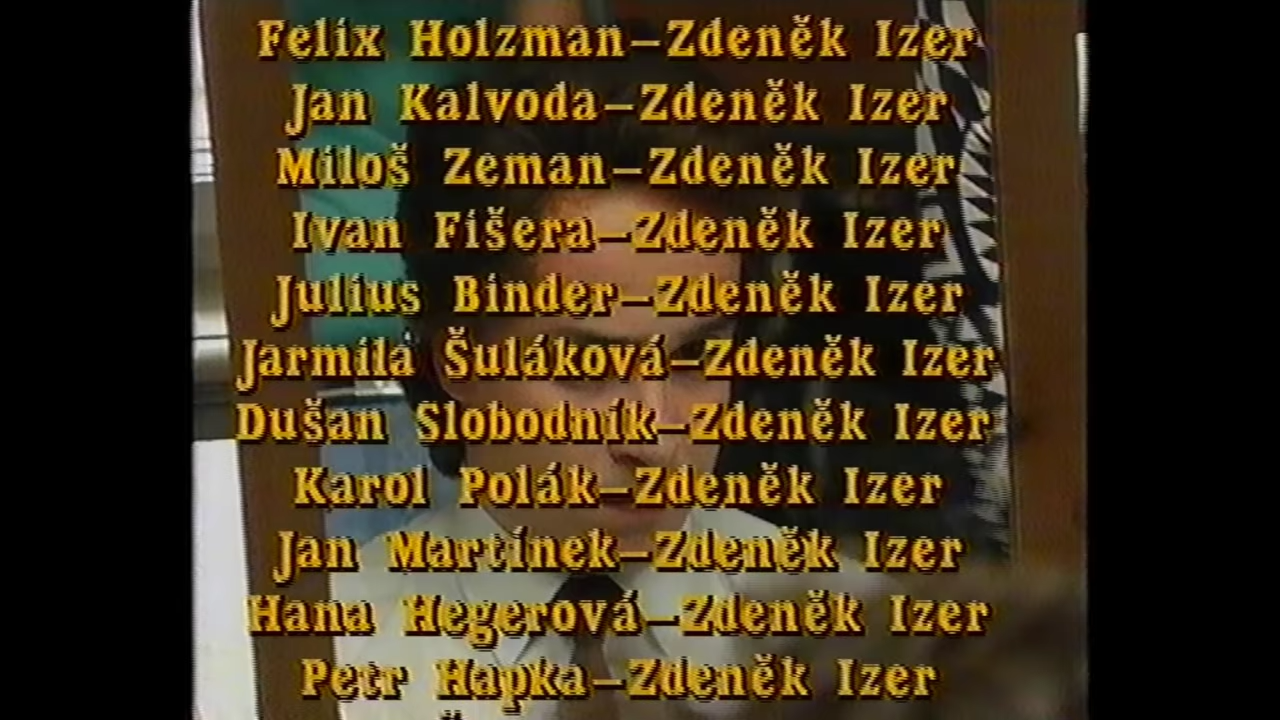 Felix Holzman–Zdeněk Izer
Jan Kalvoda–Zdeněk Izer
Miloš Zeman–Zdeněk Izer
Ivan Fišera–Zdeněk Izer
Julius Binder–Zdeněk Izer
Jarmila Šuláková–Zdeněk Izer
Dušan Slobodník–Zdeněk Izer
Karol Polák–Zdeněk Izer
Jan Martínek–Zdeněk Izer
Hana Hegerová–Zdeněk Izer
Petr Hapka–Zdeněk Izer